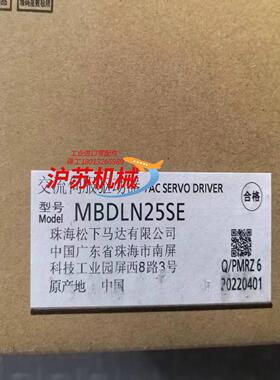 沪苏机械
交流伺服驱动器/AC SERVO DRIVER
型号 MBDLN25SE
Model
合格
珠海松下马达有限公司
中国广东省珠海市南屏
科技工业园屏西8路3号
Q/PMRZ 6
原产地 中国
20220401